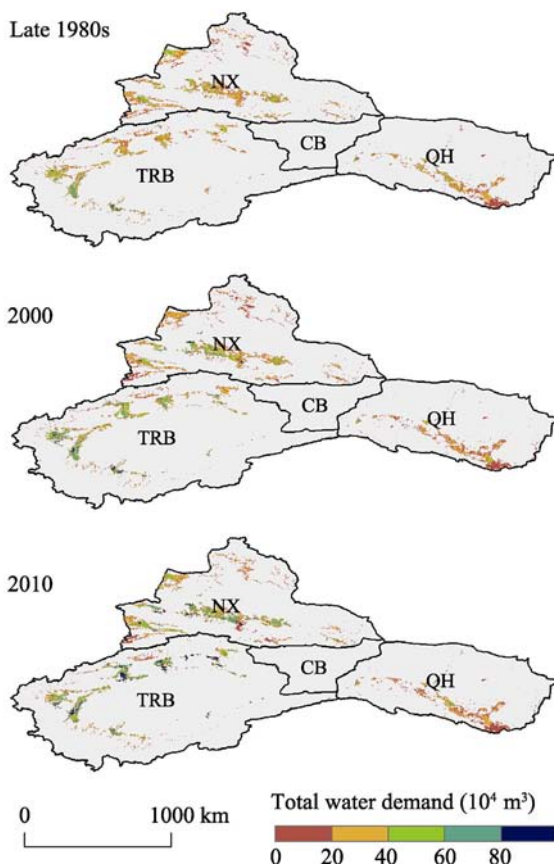 Late 1980s
NX
CB
QH
TRB
2000
NX
CB
QH
TRB
2010
NX
CB
QH
TRB
0 1000 km
Total water demand (10⁴ m³)
0 20 40 60 80